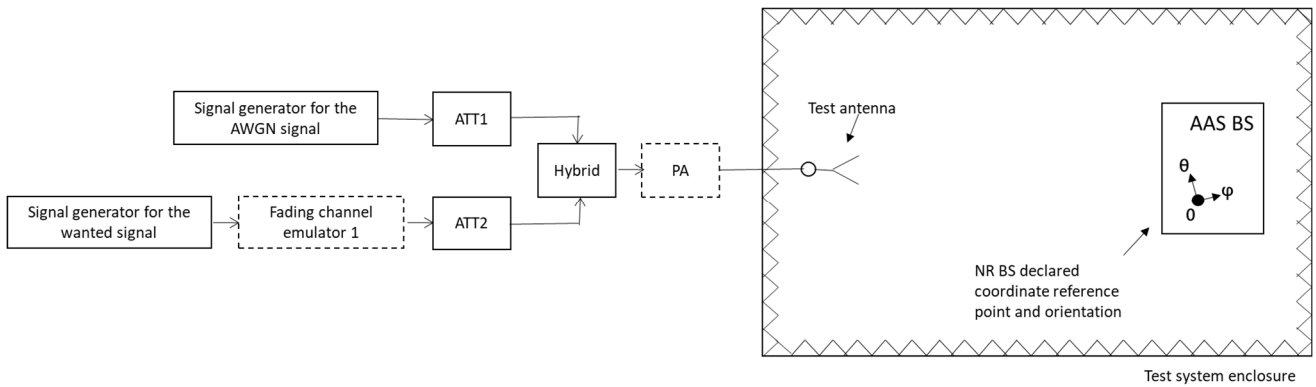 Signal generator for the
AWGN signal
ATT1
Signal generator for the
wanted signal
Fading channel
emulator 1
ATT2
Hybrid
PA
Test antenna
AAS BS
θ
φ
0
NR BS declared
coordinate reference
point and orientation
Test system enclosure